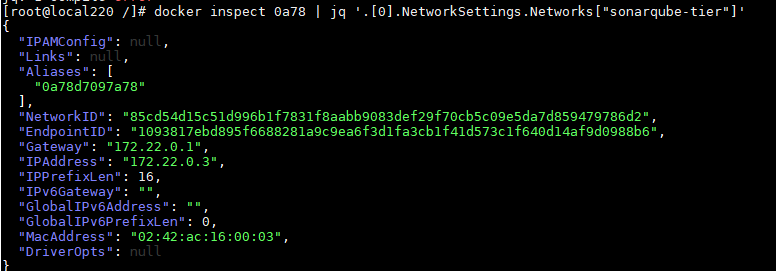 [root@local220 /]# docker inspect 0a78 | jq '.[0].NetworkSettings.Networks["sonarqube-tier"]'
{
  "IPAMConfig": null,
  "Links": null,
  "Aliases": [
    "0a78d7097a78"
  ],
  "NetworkID": "85cd54d15c51d996b1f7831f8aabb9083def29f70cb5c09e5da7d859479786d2",
  "EndpointID": "1093817ebd895f6688281a9c9ea6f3d1fa3cb1f41d573c1f640d14af9d0988b6",
  "Gateway": "172.22.0.1",
  "IPAddress": "172.22.0.3",
  "IPPrefixLen": 16,
  "IPv6Gateway": "",
  "GlobalIPv6Address": "",
  "GlobalIPv6PrefixLen": 0,
  "MacAddress": "02:42:ac:16:00:03",
  "DriverOpts": null
}